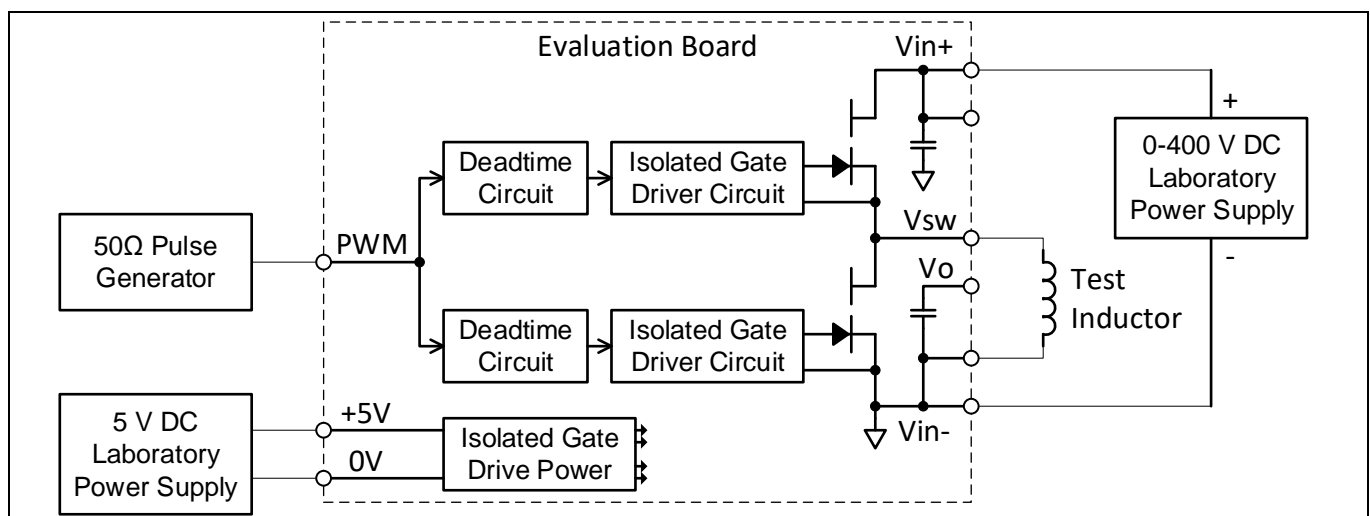 Evaluation Board
Vin+
+
0-400 V DC
Laboratory
Power Supply
-
Deadtime
Circuit
Isolated Gate
Driver Circuit
Vsw
50Ω Pulse
Generator
PWM
Vo
Test
Inductor
Deadtime
Circuit
Isolated Gate
Driver Circuit
Vin-
5 V DC
Laboratory
Power Supply
+5V
0V
Isolated Gate
Drive Power